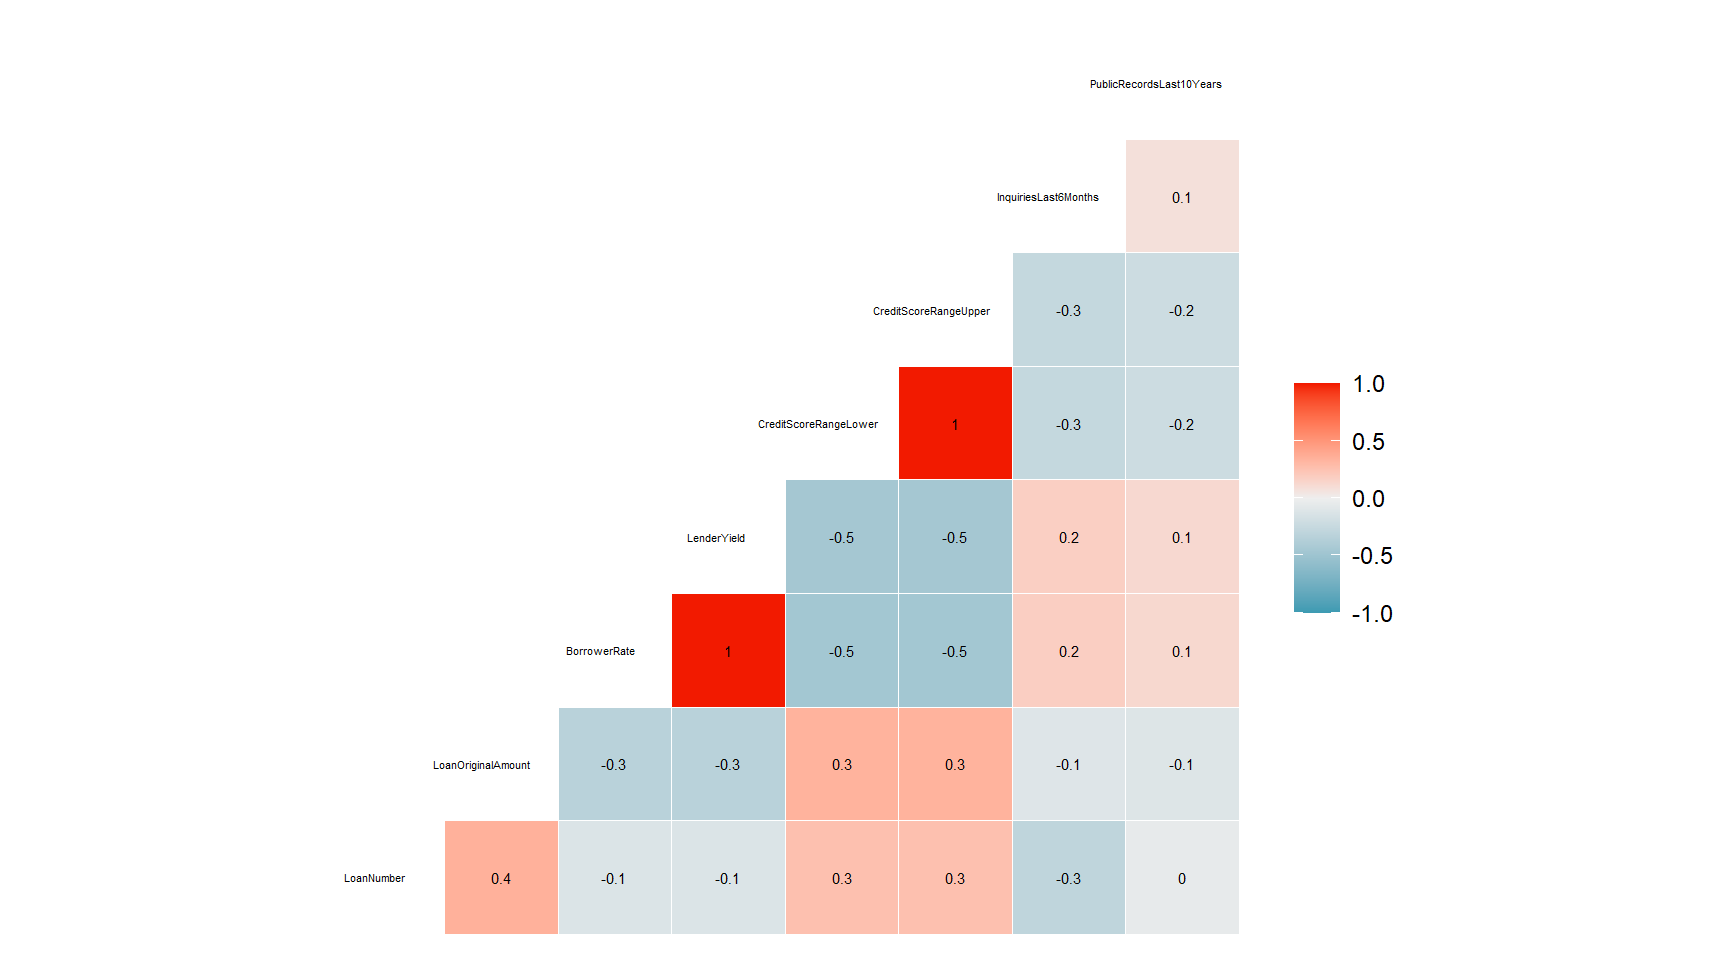 PublicRecordsLast10Years
InquiriesLast6Months 0.1
CreditScoreRangeUpper -0.3 -0.2
CreditScoreRangeLower 1 -0.3 -0.2
LenderYield -0.5 -0.5 0.2 0.1
BorrowerRate 1 -0.5 -0.5 0.2 0.1
LoanOriginalAmount -0.3 -0.3 0.3 0.3 -0.1 -0.1
LoanNumber 0.4 -0.1 -0.1 0.3 0.3 -0.3 0
1.0
0.5
0.0
-0.5
-1.0